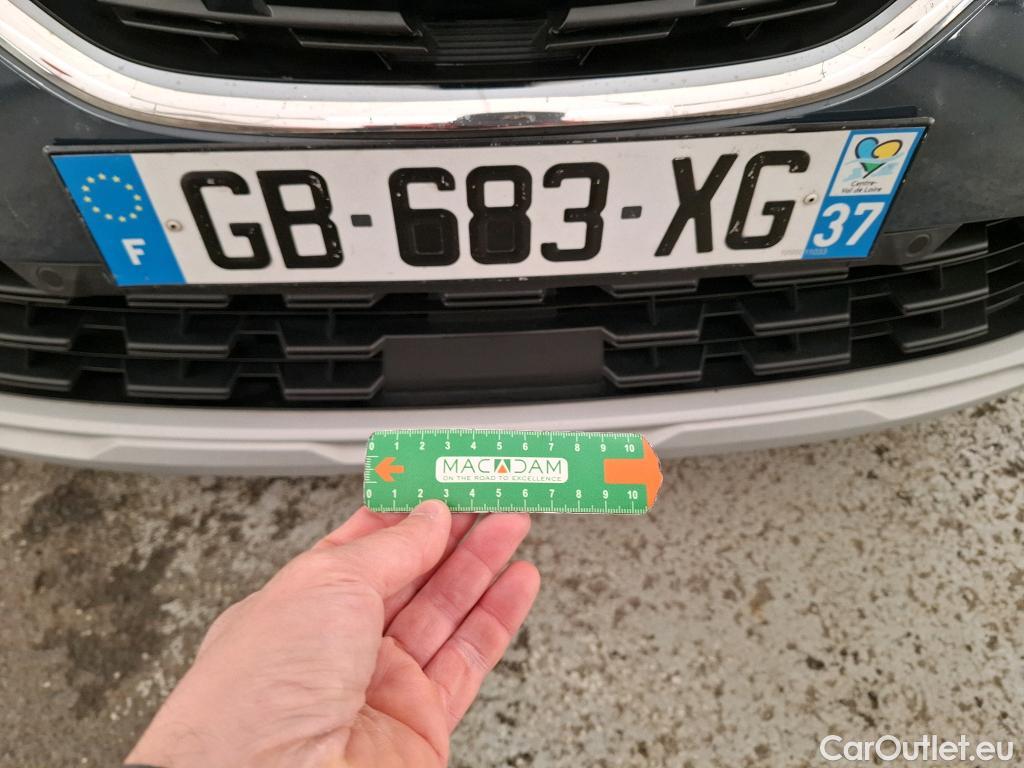 F
GB-683-XG
Centre-
Val de Loire
37
0 1 2 3 4 5 6 7 8 9 10
MACADAM
ON THE ROAD TO EXCELLENCE
0 1 2 3 4 5 6 7 8 9 10
CarOutlet.eu